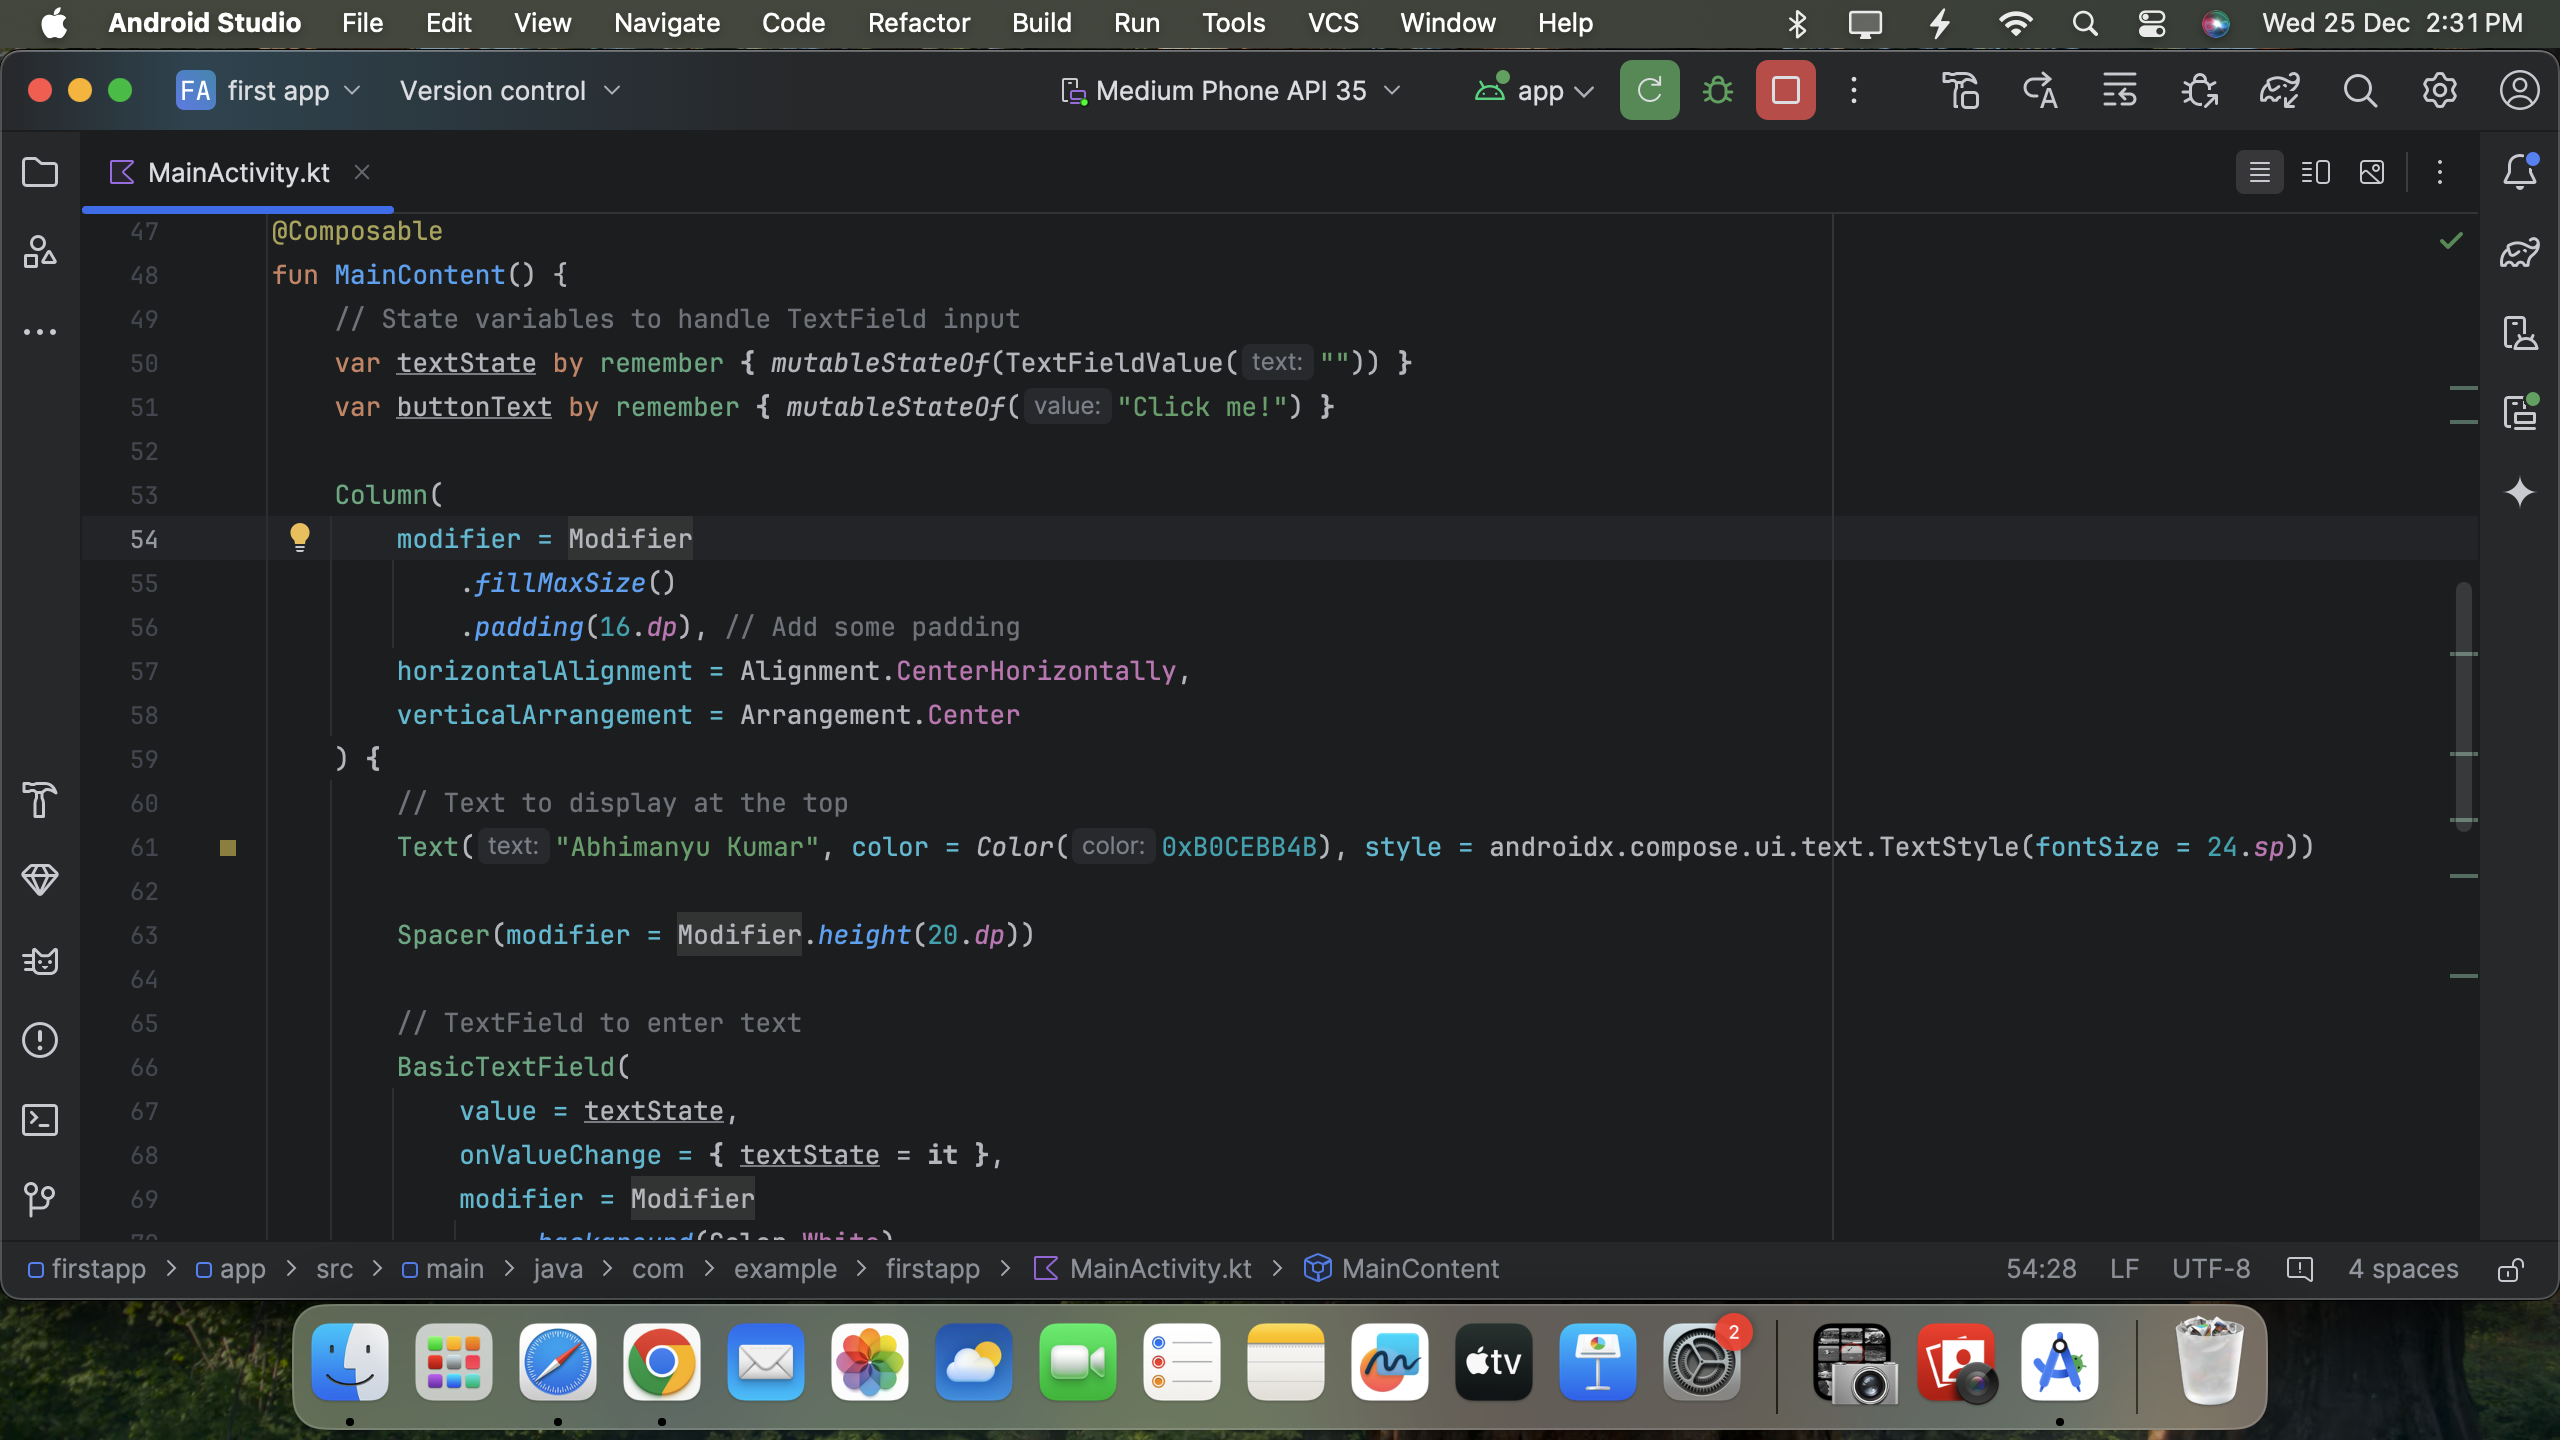 Android Studio File Edit View Navigate Code Refactor Build Run Tools VCS Window Help Wed 25 Dec 2:31 PM
FA first app Version control Medium Phone API 35 app
MainActivity.kt
47 @Composable
48 fun MainContent() {
49 // State variables to handle TextField input
50 var textState by remember { mutableStateOf(TextFieldValue( text: "")) }
51 var buttonText by remember { mutableStateOf( value: "Click me!") }
52
53 Column(
54 modifier = Modifier
55 .fillMaxSize()
56 .padding(16.dp), // Add some padding
57 horizontalAlignment = Alignment.CenterHorizontally,
58 verticalArrangement = Arrangement.Center
59 ) {
60 // Text to display at the top
61 Text( text: "Abhimanyu Kumar", color = Color( color: 0xB0CEBB4B), style = androidx.compose.ui.text.TextStyle(fontSize = 24.sp))
62
63 Spacer(modifier = Modifier.height(20.dp))
64
65 // TextField to enter text
66 BasicTextField(
67 value = textState,
68 onValueChange = { textState = it },
69 modifier = Modifier
70 .background(Color.White)
firstapp > app > src > main > java > com > example > firstapp > MainActivity.kt > MainContent 54:28 LF UTF-8 4 spaces
2
tv